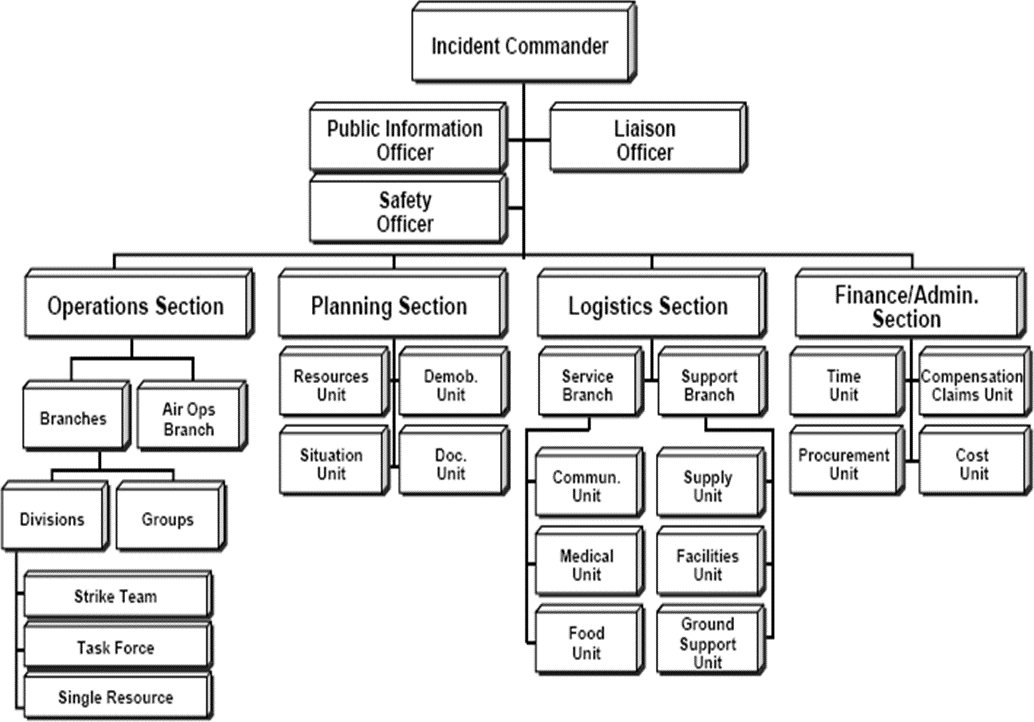 Incident Commander
Public Information
Officer
Liaison
Officer
Safety
Officer
Operations Section
Planning Section
Logistics Section
Finance/Admin.
Section
Branches
Air Ops
Branch
Divisions
Groups
Strike Team
Task Force
Single Resource
Resources
Unit
Demob.
Unit
Situation
Unit
Doc.
Unit
Service
Branch
Support
Branch
Commun.
Unit
Supply
Unit
Medical
Unit
Facilities
Unit
Food
Unit
Ground
Support
Unit
Time
Unit
Compensation
Claims Unit
Procurement
Unit
Cost
Unit